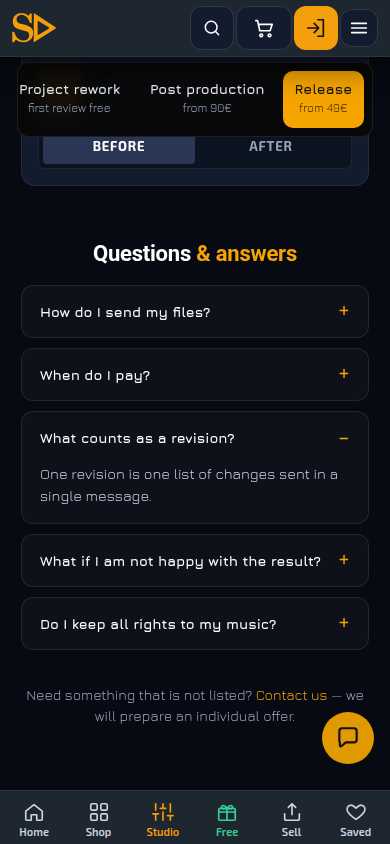 Project rework
first review free
Post production
from 90€
Release
from 49€
BEFORE
AFTER
Questions & answers
How do I send my files?
+
When do I pay?
+
What counts as a revision?
–
One revision is one list of changes sent in a
single message.
What if I am not happy with the result?
+
Do I keep all rights to my music?
+
Need something that is not listed? Contact us — we
will prepare an individual offer.
Home
Shop
Studio
Free
Sell
Saved